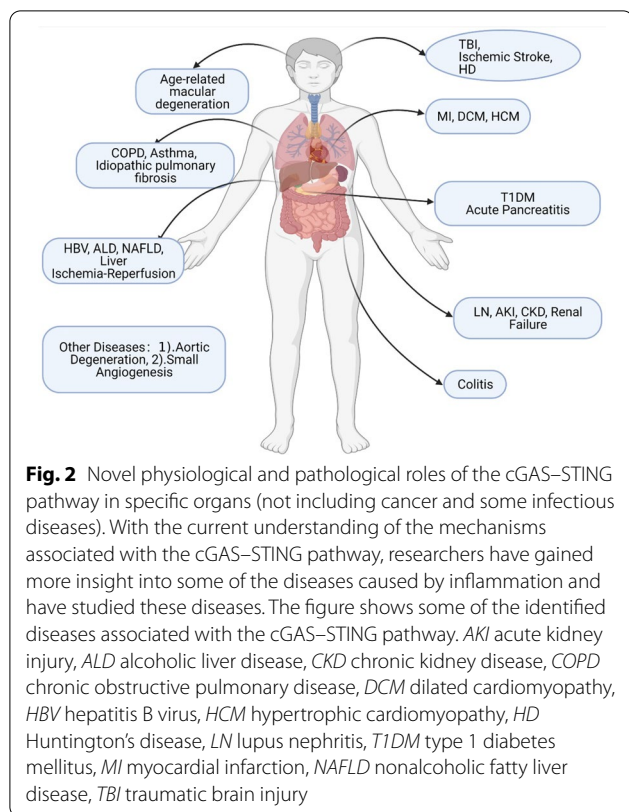 TBI,
Ischemic Stroke,
HD
Age-related
macular
degeneration
MI, DCM, HCM
COPD, Asthma,
Idiopathic pulmonary
fibrosis
T1DM
Acute Pancreatitis
HBV, ALD, NAFLD,
Liver
Ischemia-Reperfusion
LN, AKI, CKD, Renal
Failure
Other Diseases: 1).Aortic
Degeneration, 2).Small
Angiogenesis
Colitis
Fig. 2 Novel physiological and pathological roles of the cGAS–STING
pathway in specific organs (not including cancer and some infectious
diseases). With the current understanding of the mechanisms
associated with the cGAS–STING pathway, researchers have gained
more insight into some of the diseases caused by inflammation and
have studied these diseases. The figure shows some of the identified
diseases associated with the cGAS–STING pathway. AKI acute kidney
injury, ALD alcoholic liver disease, CKD chronic kidney disease, COPD
chronic obstructive pulmonary disease, DCM dilated cardiomyopathy,
HBV hepatitis B virus, HCM hypertrophic cardiomyopathy, HD
Huntington's disease, LN lupus nephritis, T1DM type 1 diabetes
mellitus, MI myocardial infarction, NAFLD nonalcoholic fatty liver
disease, TBI traumatic brain injury